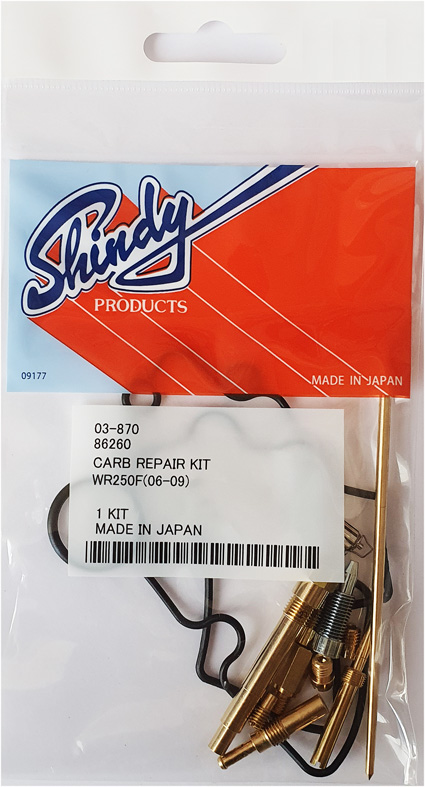 Shindy
PRODUCTS
09177
MADE IN JAPAN
03-870
86260
CARB REPAIR KIT
WR250F(06-09)
1 KIT
MADE IN JAPAN